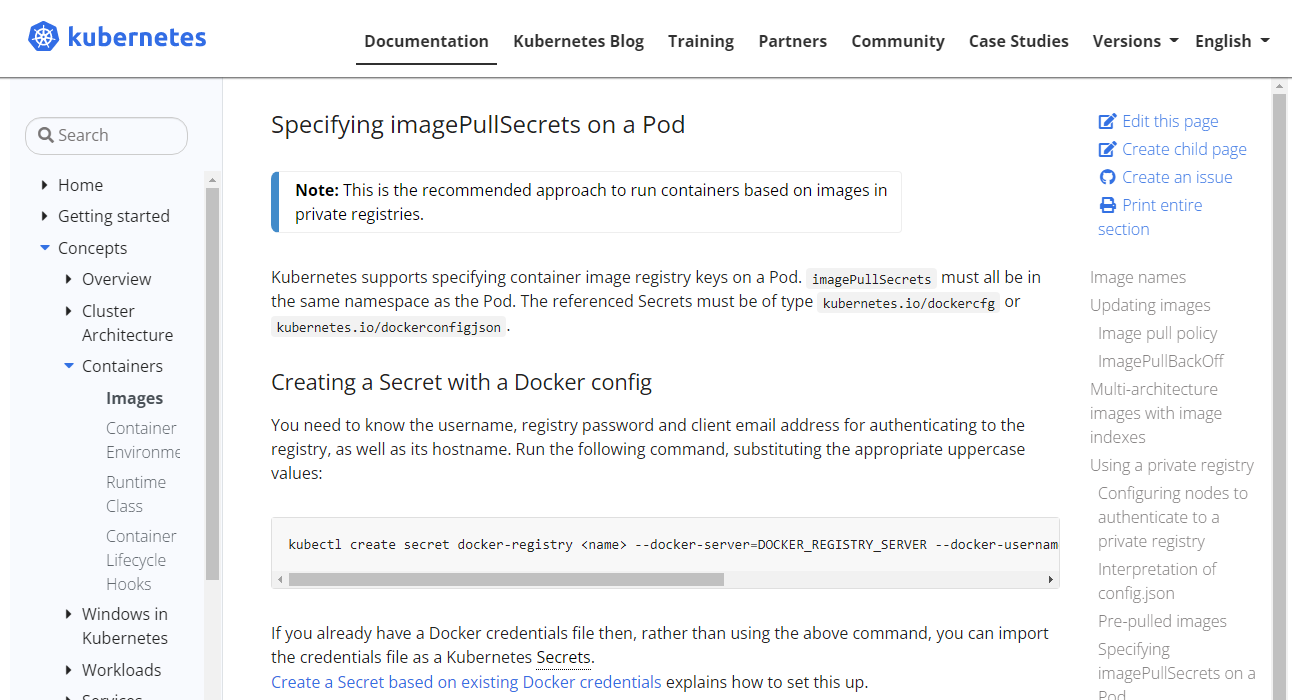 kubernetes
Documentation
Kubernetes Blog
Training
Partners
Community
Case Studies
Versions
English
Search
Home
Getting started
Concepts
Overview
Cluster
Architecture
Containers
Images
Container
Environme
Runtime
Class
Container
Lifecycle
Hooks
Windows in
Kubernetes
Workloads
Services
Specifying imagePullSecrets on a Pod
Note: This is the recommended approach to run containers based on images in
private registries.
Kubernetes supports specifying container image registry keys on a Pod. imagePullSecrets must all be in
the same namespace as the Pod. The referenced Secrets must be of type kubernetes.io/dockercfg or
kubernetes.io/dockerconfigjson.
Creating a Secret with a Docker config
You need to know the username, registry password and client email address for authenticating to the
registry, as well as its hostname. Run the following command, substituting the appropriate uppercase
values:
kubectl create secret docker-registry <name> --docker-server=DOCKER_REGISTRY_SERVER --docker-usernam
If you already have a Docker credentials file then, rather than using the above command, you can import
the credentials file as a Kubernetes Secrets.
Create a Secret based on existing Docker credentials explains how to set this up.
Edit this page
Create child page
Create an issue
Print entire
section
Image names
Updating images
Image pull policy
ImagePullBackOff
Multi-architecture
images with image
indexes
Using a private registry
Configuring nodes to
authenticate to a
private registry
Interpretation of
config.json
Pre-pulled images
Specifying
imagePullSecrets on a
Pod